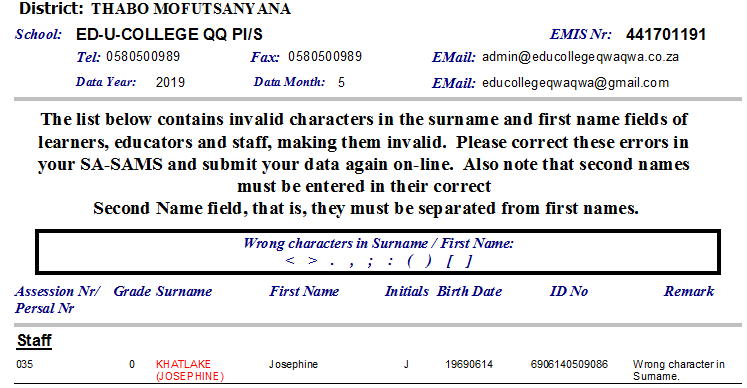 District: THABO MOFUTSANYANA
School: ED-U-COLLEGE QQ PI/S EMIS Nr: 441701191
Tel: 0580500989 Fax: 0580500989 EMail: admin@educollegeqwaqwa.co.za
Data Year: 2019 Data Month: 5 EMail: educollegeqwaqwa@gmail.com
The list below contains invalid characters in the surname and first name fields of
learners, educators and staff, making them invalid. Please correct these errors in
your SA-SAMS and submit your data again on-line. Also note that second names
must be entered in their correct
Second Name field, that is, they must be separated from first names.
Wrong characters in Surname / First Name:
< > . , ; : ( ) [ ]
Assession Nr/ Grade Surname First Name Initials Birth Date ID No Remark
Persal Nr
Staff
035 0 KHATLAKE Josephine J 19690614 6906140509086 Wrong character in
(JOSEPHINE) Surname.